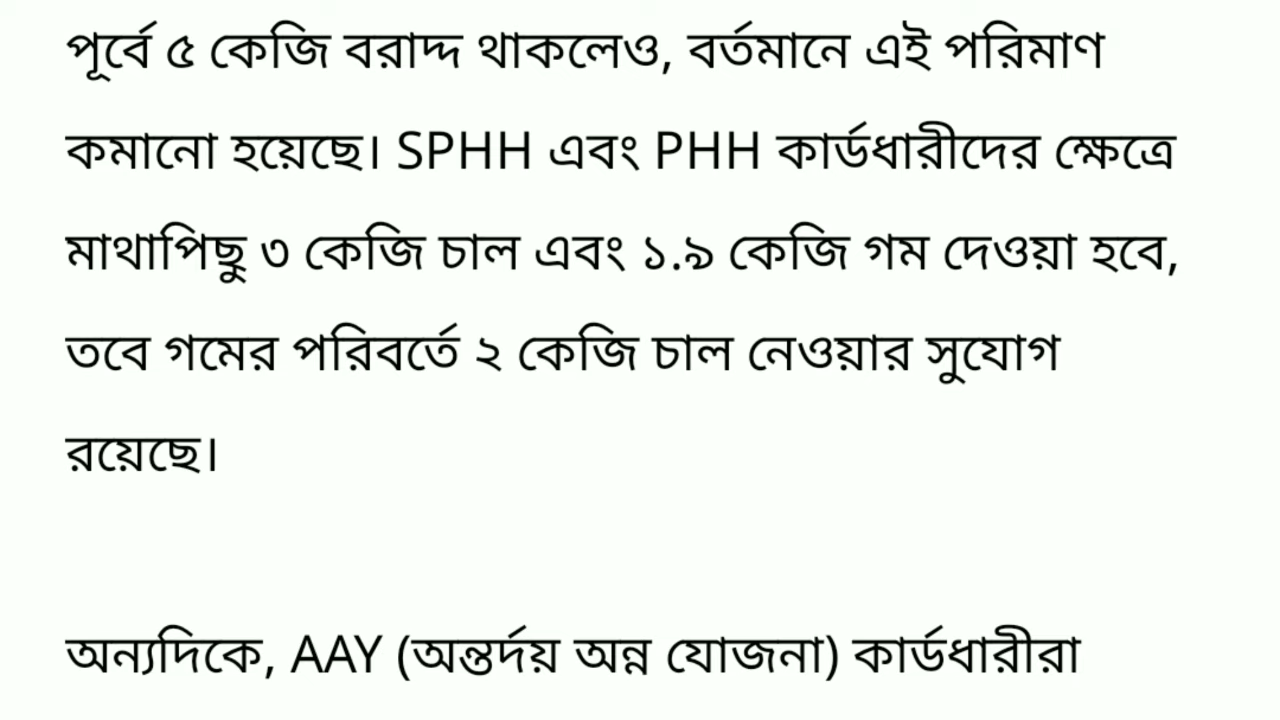 পূর্বে ৫ কেজি বরাদ্দ থাকলেও, বর্তমানে এই পরিমাণ
কমানো হয়েছে। SPHH এবং PHH কার্ডধারীদের ক্ষেত্রে
মাথাপিছু ৩ কেজি চাল এবং ১.৯ কেজি গম দেওয়া হবে,
তবে গমের পরিবর্তে ২ কেজি চাল নেওয়ার সুযোগ
রয়েছে।
অন্যদিকে, AAY (অন্তর্দয় অন্ন যোজনা) কার্ডধারীরা